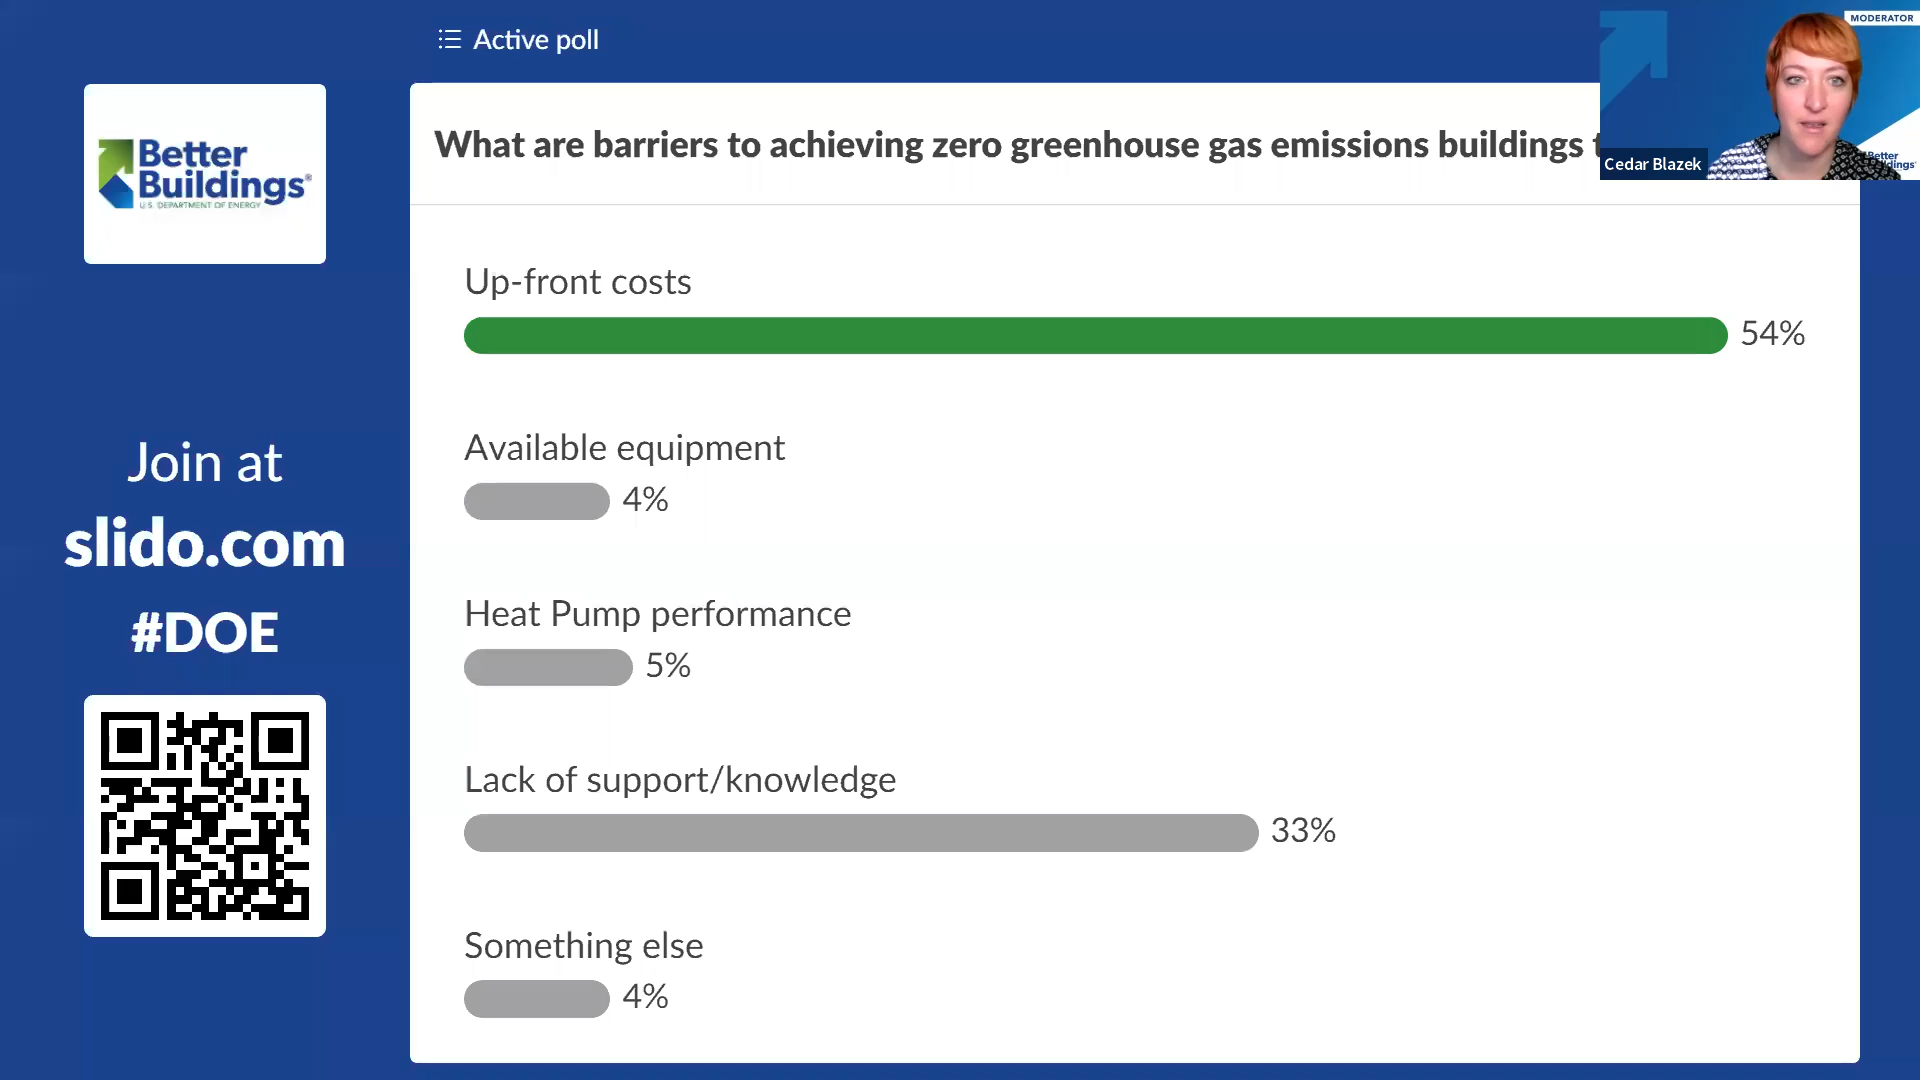 Active poll
MODERATOR
Better
Buildings®
U.S. DEPARTMENT OF ENERGY
What are barriers to achieving zero greenhouse gas emissions buildings
Cedar Blazek
Better
Up-front costs
54%
Available equipment
4%
Join at
slido.com
#DOE
Heat Pump performance
5%
Lack of support/knowledge
33%
Something else
4%